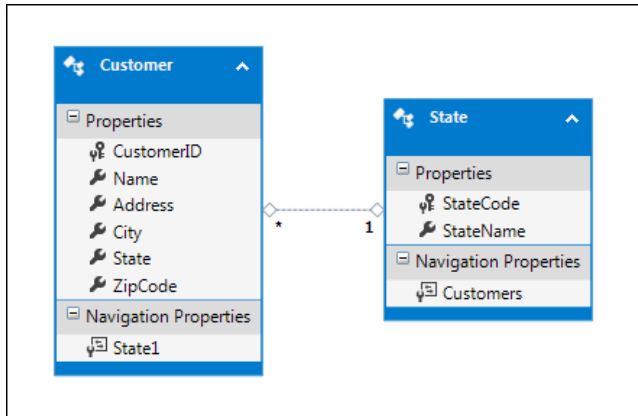 Customer
Properties
CustomerID
Name
Address
City
State
ZipCode
Navigation Properties
State1
* 1
State
Properties
StateCode
StateName
Navigation Properties
Customers